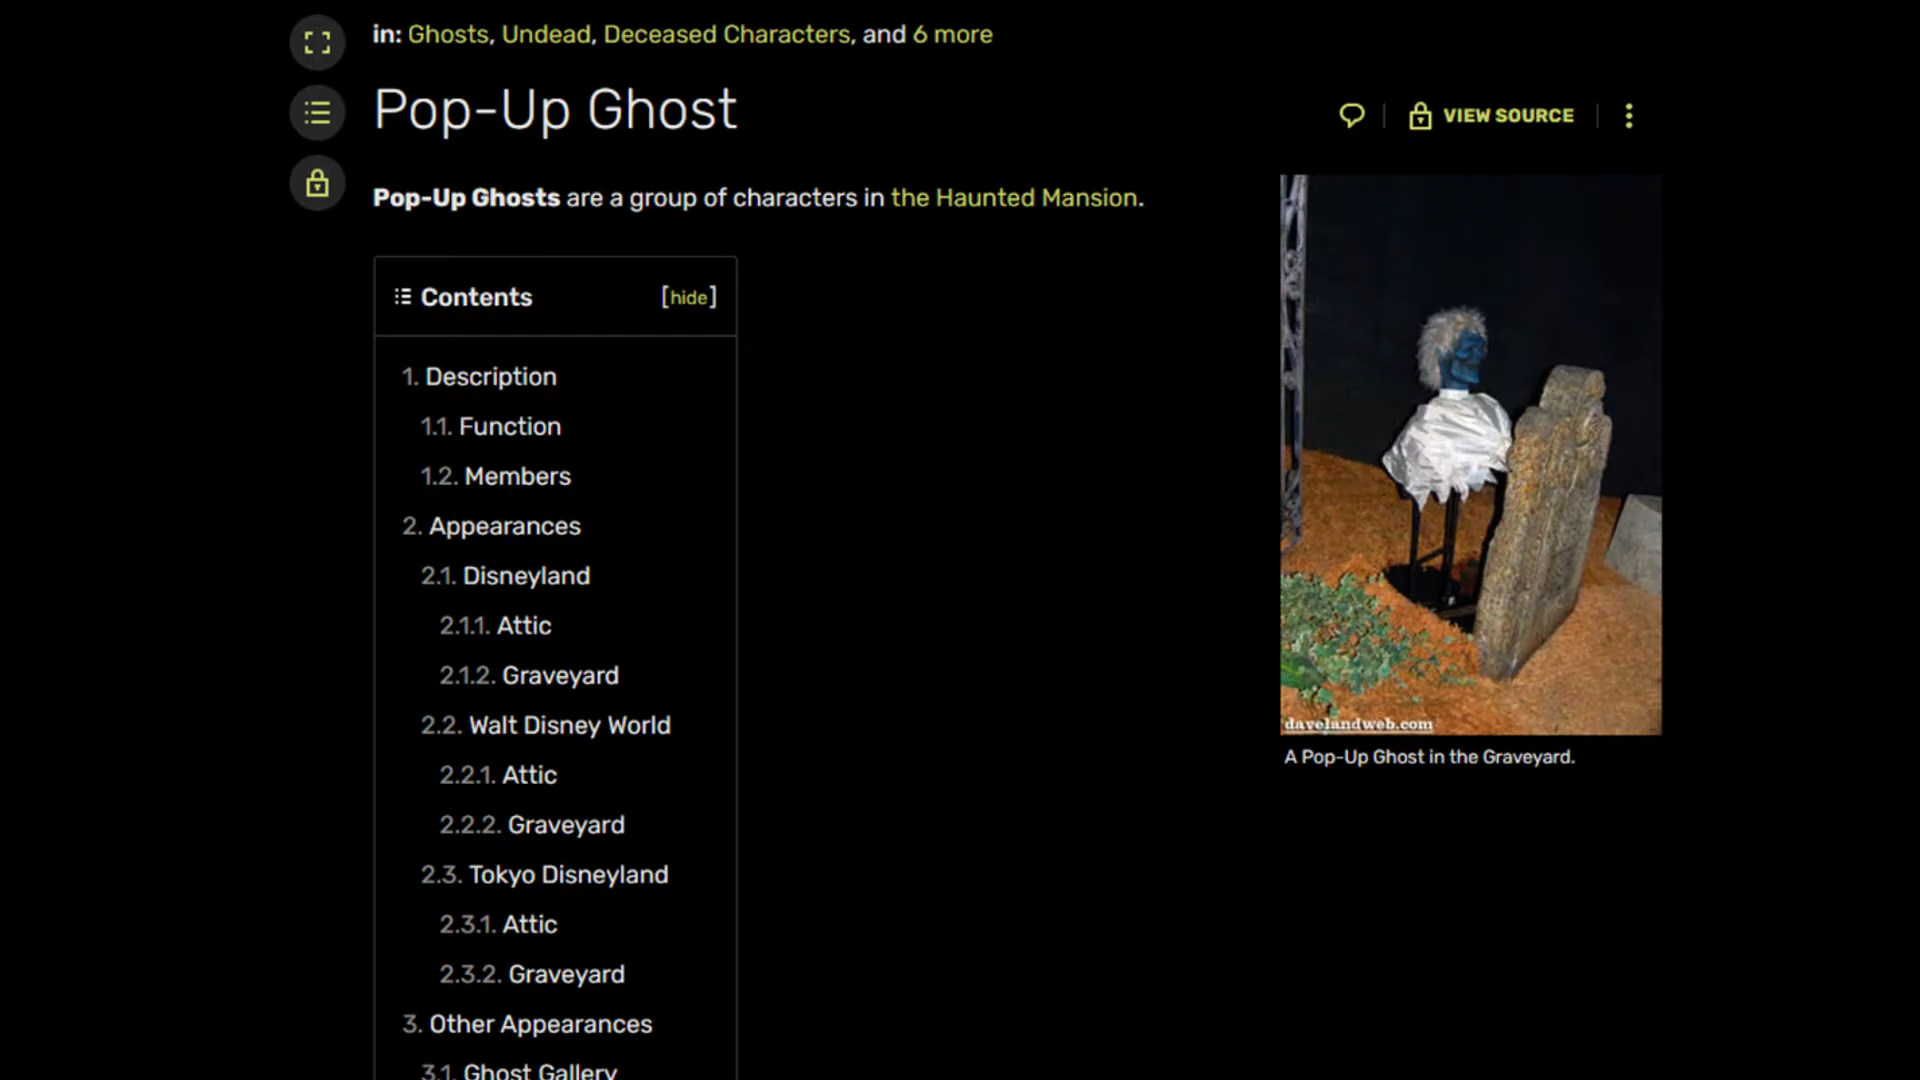 in: Ghosts, Undead, Deceased Characters, and 6 more
Pop-Up Ghost
VIEW SOURCE
Pop-Up Ghosts are a group of characters in the Haunted Mansion.
Contents [hide]
1. Description
1.1. Function
1.2. Members
2. Appearances
2.1. Disneyland
2.1.1. Attic
2.1.2. Graveyard
2.2. Walt Disney World
2.2.1. Attic
2.2.2. Graveyard
2.3. Tokyo Disneyland
2.3.1. Attic
2.3.2. Graveyard
3. Other Appearances
3.1. Ghost Gallery
davelandweb.com
A Pop-Up Ghost in the Graveyard.